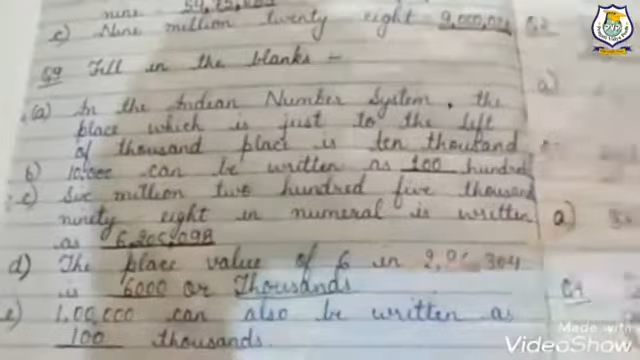 nine
c) Nine million twenty eight 9,000,028
Q9 Fill in the blanks -
(a) In the Indian Number System, the
place which is just to the left
of thousand place is ten thousand
b) 10,000 can be written as 100 hundred
c) Six million two hundred five thousand
ninety eight in numeral is written
as 6,205,098
d) The place value of 6 in
is 6000 or Thousands
e) 1,00,000 can also be written as
100 thousands.
a)
a)
Made with
VideoShow